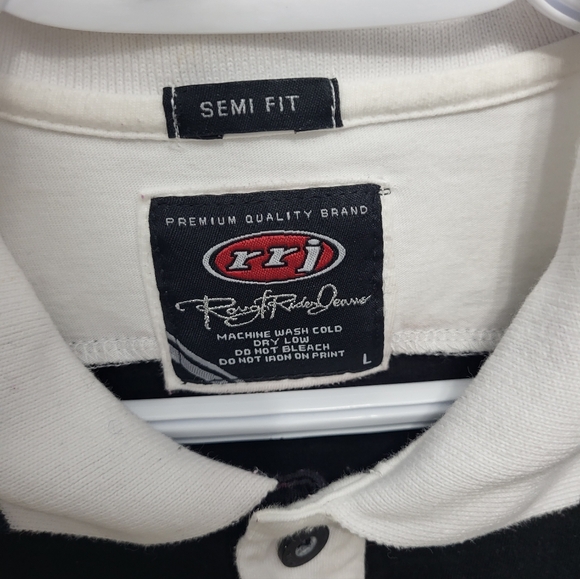 SEMI FIT
PREMIUM QUALITY BRAND
rrj
Rough Rider Jeans
MACHINE WASH COLD
DRY LOW
DO NOT BLEACH
DO NOT IRON ON PRINT
L